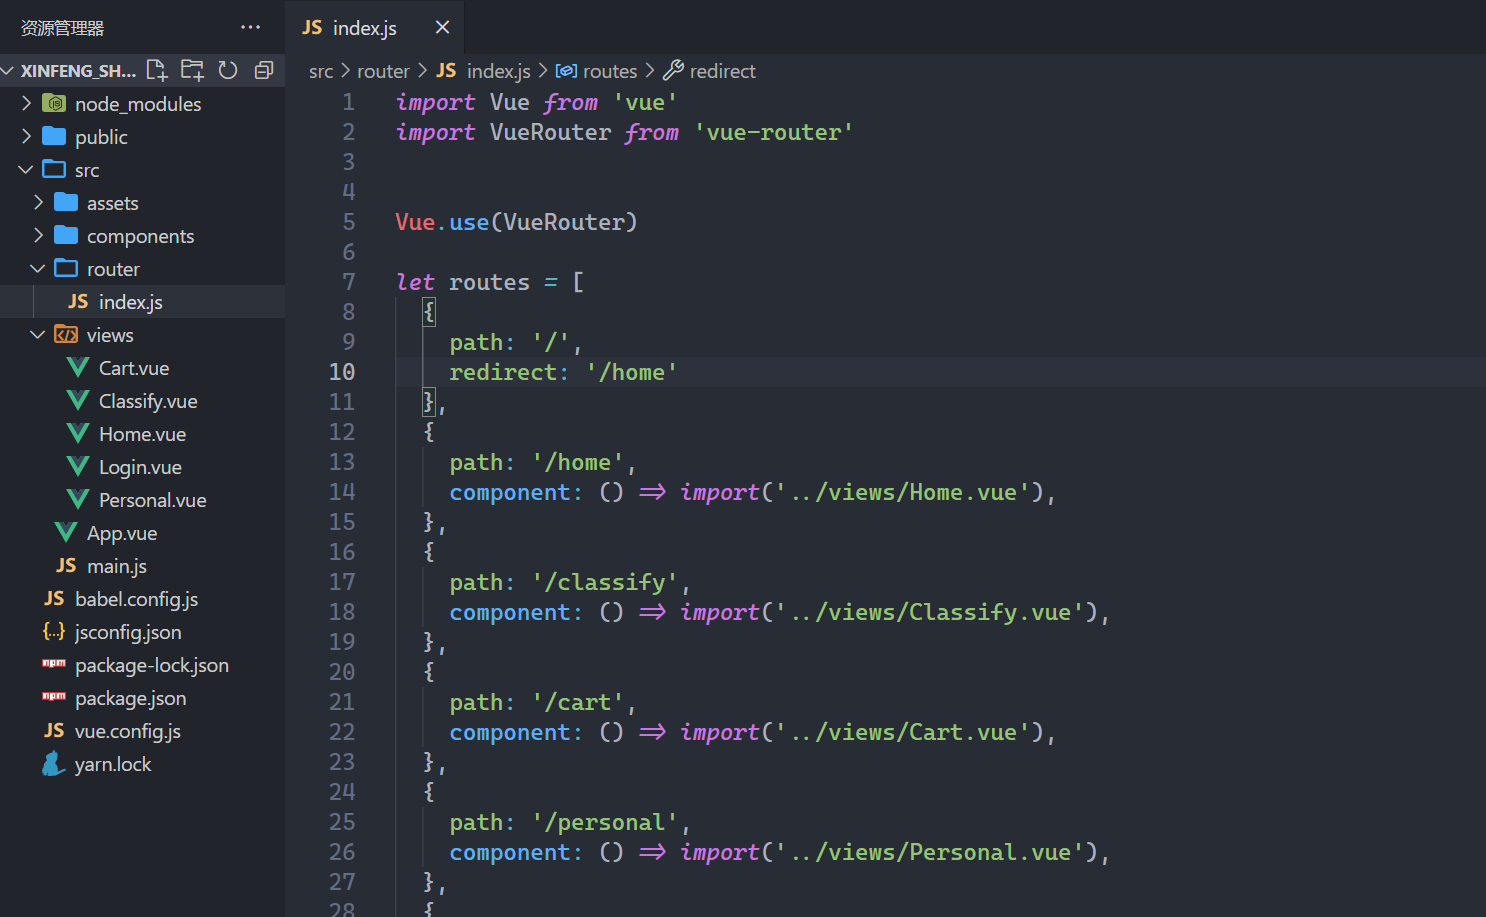 资源管理器 ···
XINFENG_SH...
node_modules
public
src
assets
components
router
JS index.js
views
Cart.vue
Classify.vue
Home.vue
Login.vue
Personal.vue
App.vue
JS main.js
JS babel.config.js
{..} jsconfig.json
npm package-lock.json
npm package.json
JS vue.config.js
yarn.lock
JS index.js ×
src > router > JS index.js > routes > redirect
1 import Vue from 'vue'
2 import VueRouter from 'vue-router'
3
4
5 Vue.use(VueRouter)
6
7 let routes = [
8 {
9 path: '/',
10 redirect: '/home'
11 },
12 {
13 path: '/home',
14 component: () => import('../views/Home.vue'),
15 },
16 {
17 path: '/classify',
18 component: () => import('../views/Classify.vue'),
19 },
20 {
21 path: '/cart',
22 component: () => import('../views/Cart.vue'),
23 },
24 {
25 path: '/personal',
26 component: () => import('../views/Personal.vue'),
27 },
28 {